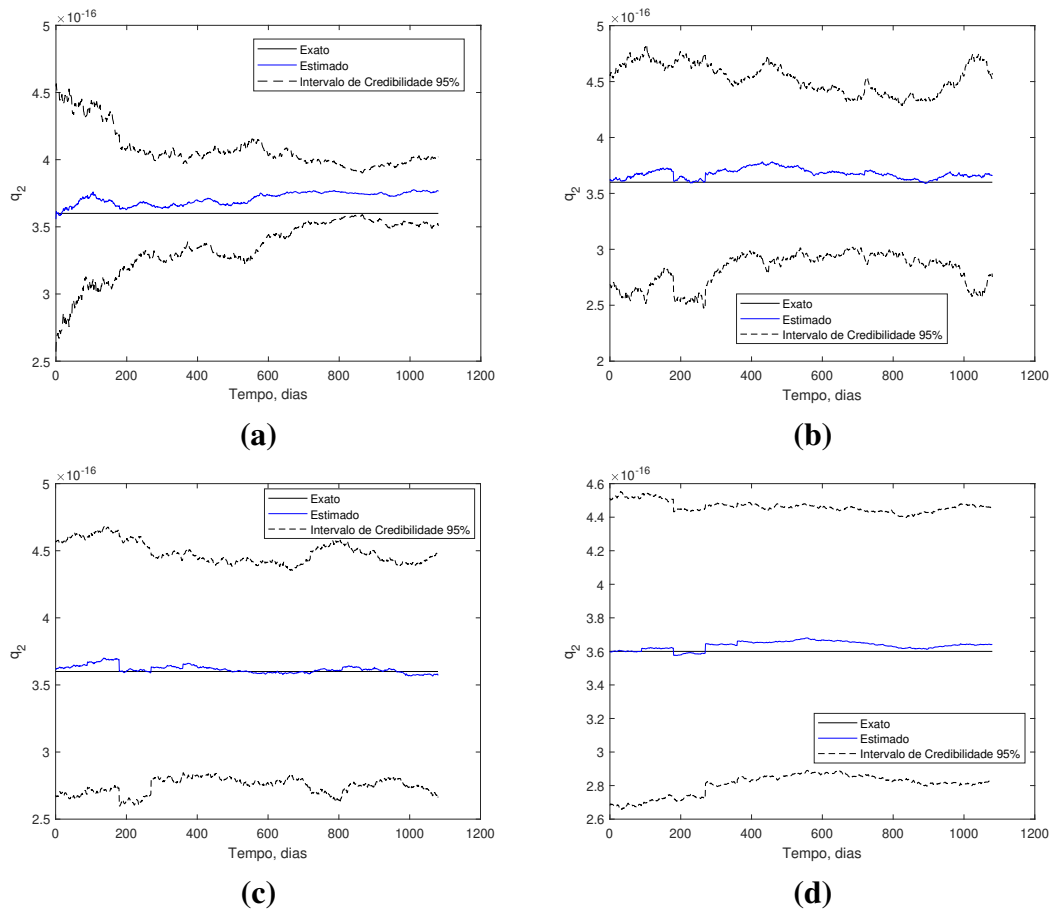 ×10⁻¹⁶
5
4.5
4
3.5
3
2.5
q₂
0 200 400 600 800 1000 1200
Tempo, dias
Exato
Estimado
Intervalo de Credibilidade 95%
(a)
×10⁻¹⁶
5
4.5
4
3.5
3
2.5
2
q₂
0 200 400 600 800 1000 1200
Tempo, dias
Exato
Estimado
Intervalo de Credibilidade 95%
(b)
×10⁻¹⁶
5
4.5
4
3.5
3
2.5
q₂
0 200 400 600 800 1000 1200
Tempo, dias
Exato
Estimado
Intervalo de Credibilidade 95%
(c)
×10⁻¹⁶
4.6
4.4
4.2
4
3.8
3.6
3.4
3.2
3
2.8
2.6
q₂
0 200 400 600 800 1000 1200
Tempo, dias
Exato
Estimado
Intervalo de Credibilidade 95%
(d)